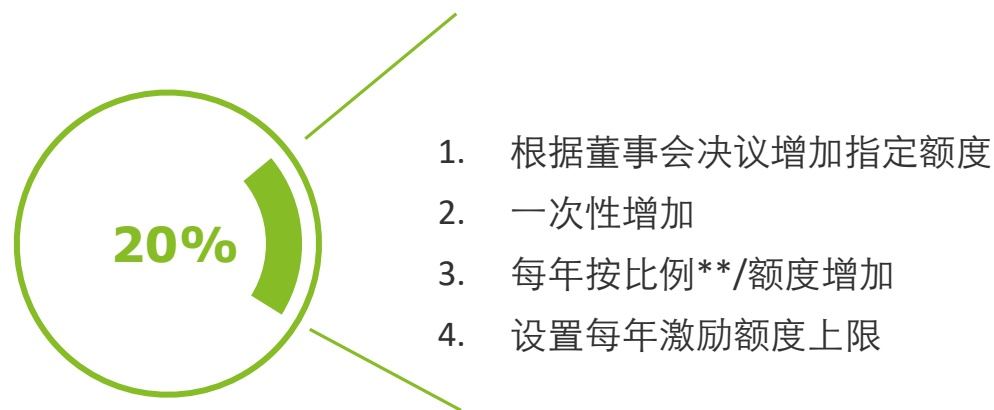 20%
1. 根据董事会决议增加指定额度
2. 一次性增加
3. 每年按比例**/额度增加
4. 设置每年激励额度上限